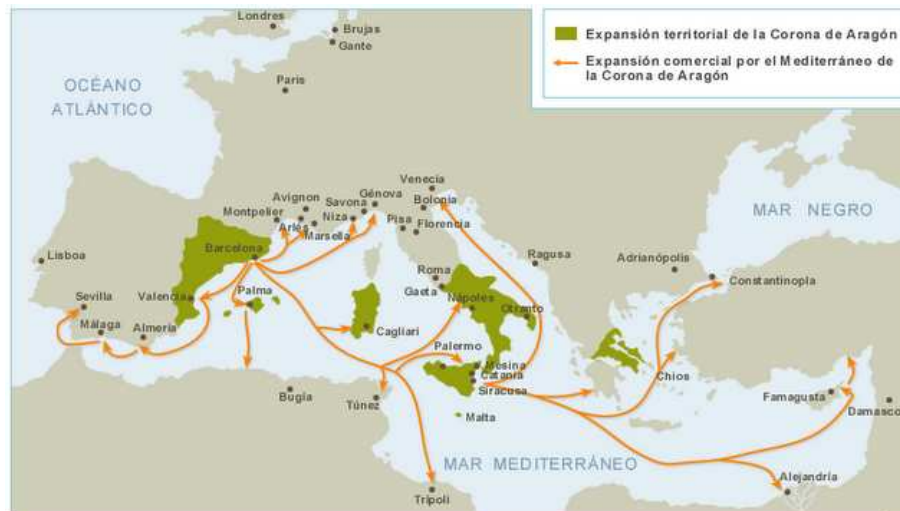 Londres
Brujas
Gante
Paris
OCÉANO
ATLÁNTICO
Expansión territorial de la Corona de Aragón
Expansión comercial por el Mediterráneo de
la Corona de Aragón
Venecia
Bolonia
Génova
Savona
Avignon
Montpelier
Arlés
Niza
Marsella
Pisa
Florencia
MAR NEGRO
Barcelona
Ragusa
Adrianópolis
Constantinopla
Lisboa
Roma
Gaeta
Nápoles
Otranto
Sevilla
Valencia
Palma
Málaga
Almería
Cagliari
Palermo
Mesina
Catania
Siracusa
Chios
Bugía
Túnez
Malta
Famagusta
Damasco
MAR MEDITERRÁNEO
Trípoli
Alejandría